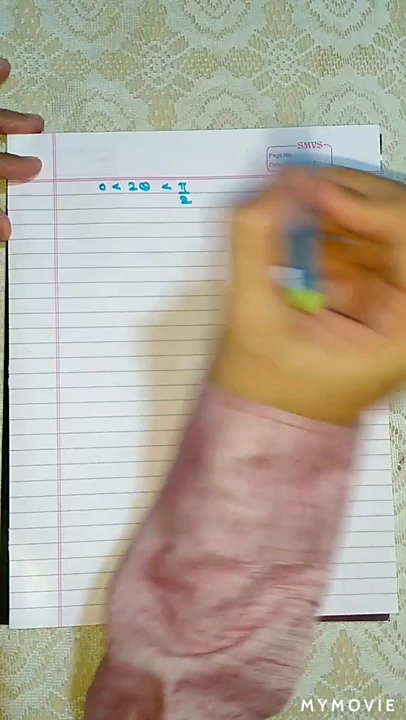 SMVS
Page No.
0 < 2θ < π/2
MYMOVIE